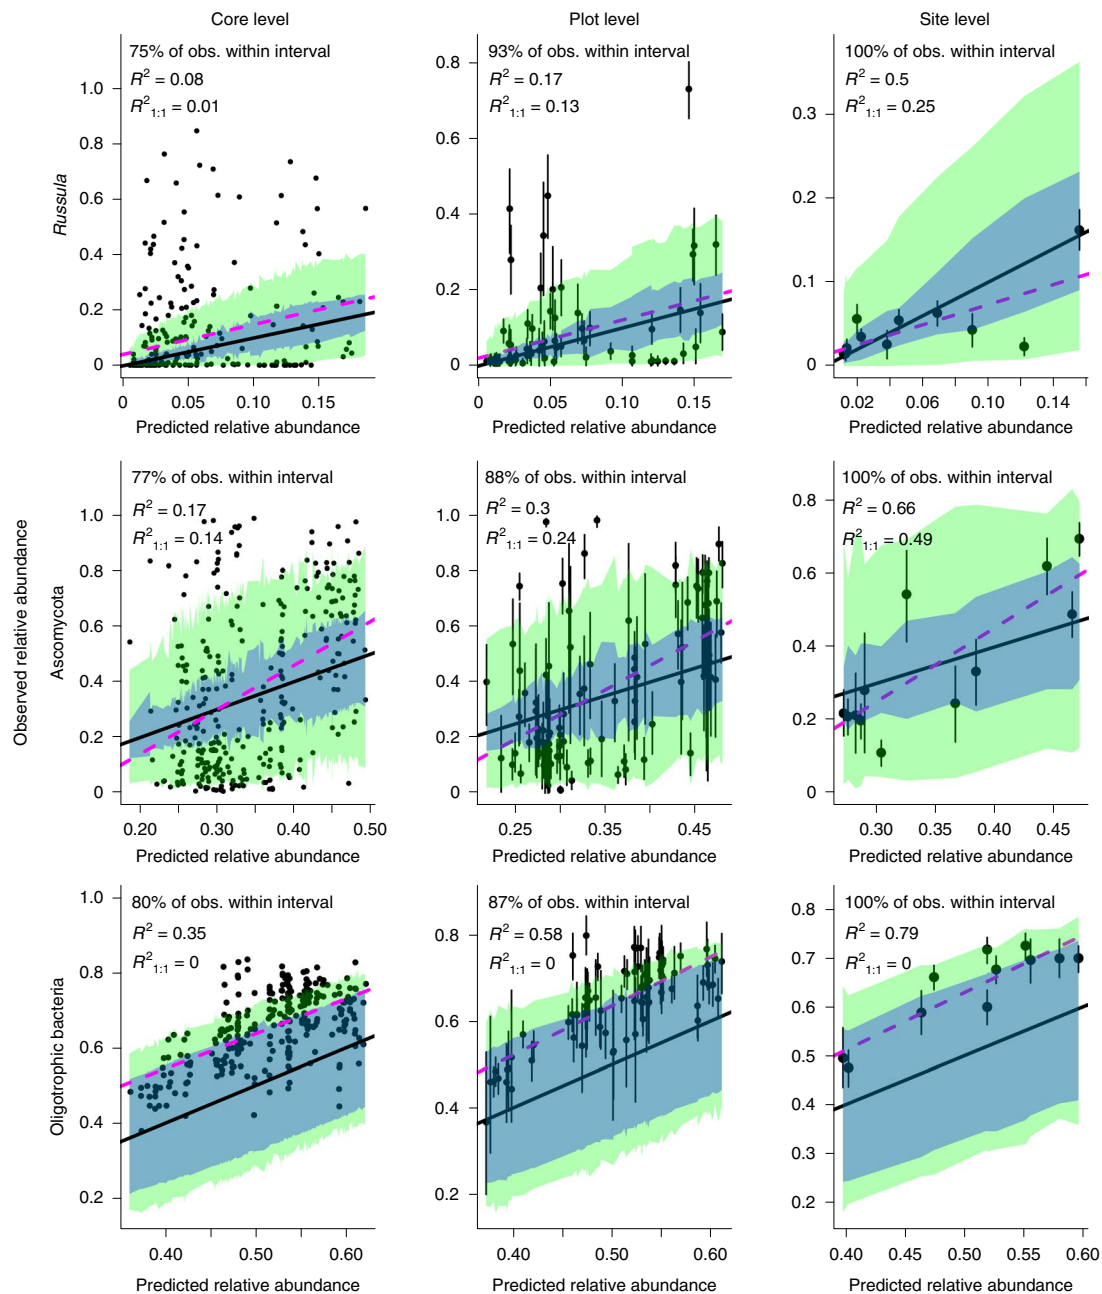 Core level
Plot level
Site level
Observed relative abundance
Russula
75% of obs. within interval
R² = 0.08
R²1:1 = 0.01
1.0
0.8
0.6
0.4
0.2
0
0 0.05 0.10 0.15
Predicted relative abundance
93% of obs. within interval
R² = 0.17
R²1:1 = 0.13
0.8
0.6
0.4
0.2
0
0 0.05 0.10 0.15
Predicted relative abundance
100% of obs. within interval
R² = 0.5
R²1:1 = 0.25
0.3
0.2
0.1
0
0.02 0.06 0.10 0.14
Predicted relative abundance
Ascomycota
77% of obs. within interval
R² = 0.17
R²1:1 = 0.14
1.0
0.8
0.6
0.4
0.2
0
0.20 0.30 0.40 0.50
Predicted relative abundance
88% of obs. within interval
R² = 0.3
R²1:1 = 0.24
1.0
0.8
0.6
0.4
0.2
0
0.25 0.35 0.45
Predicted relative abundance
100% of obs. within interval
R² = 0.66
R²1:1 = 0.49
0.8
0.6
0.4
0.2
0
0.30 0.35 0.40 0.45
Predicted relative abundance
Oligotrophic bacteria
80% of obs. within interval
R² = 0.35
R²1:1 = 0
1.0
0.8
0.6
0.4
0.2
0.40 0.50 0.60
Predicted relative abundance
87% of obs. within interval
R² = 0.58
R²1:1 = 0
0.8
0.6
0.4
0.2
0.40 0.50 0.60
Predicted relative abundance
100% of obs. within interval
R² = 0.79
R²1:1 = 0
0.8
0.7
0.6
0.5
0.4
0.3
0.2
0.40 0.45 0.50 0.55 0.60
Predicted relative abundance